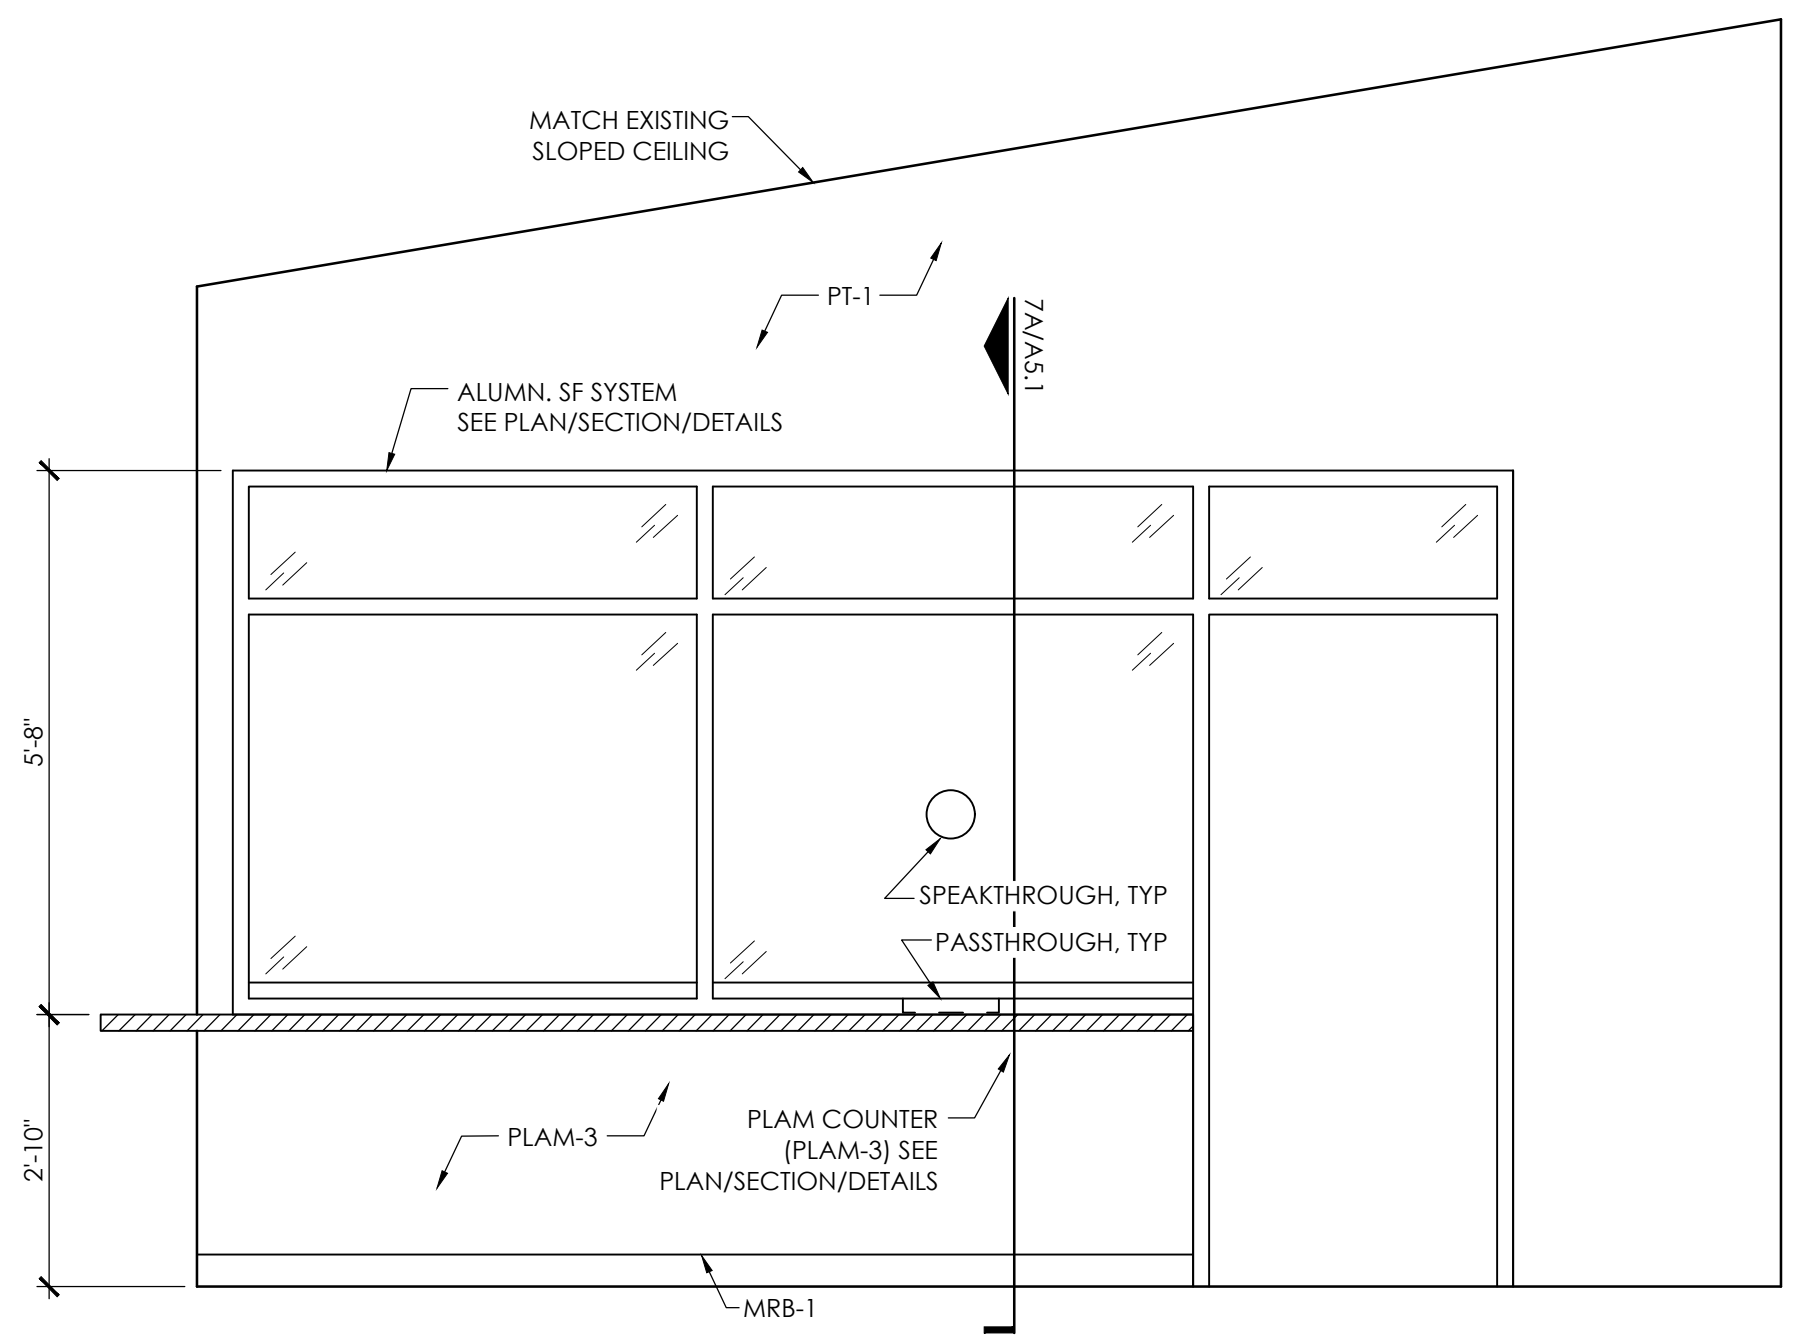 MATCH EXISTING
SLOPED CEILING
PT-1
7A/A5.1
ALUMN. SF SYSTEM
SEE PLAN/SECTION/DETAILS
5'-8"
SPEAKTHROUGH, TYP
PASSTHROUGH, TYP
PLAM-3
PLAM COUNTER
(PLAM-3) SEE
PLAN/SECTION/DETAILS
2'-10"
MRB-1